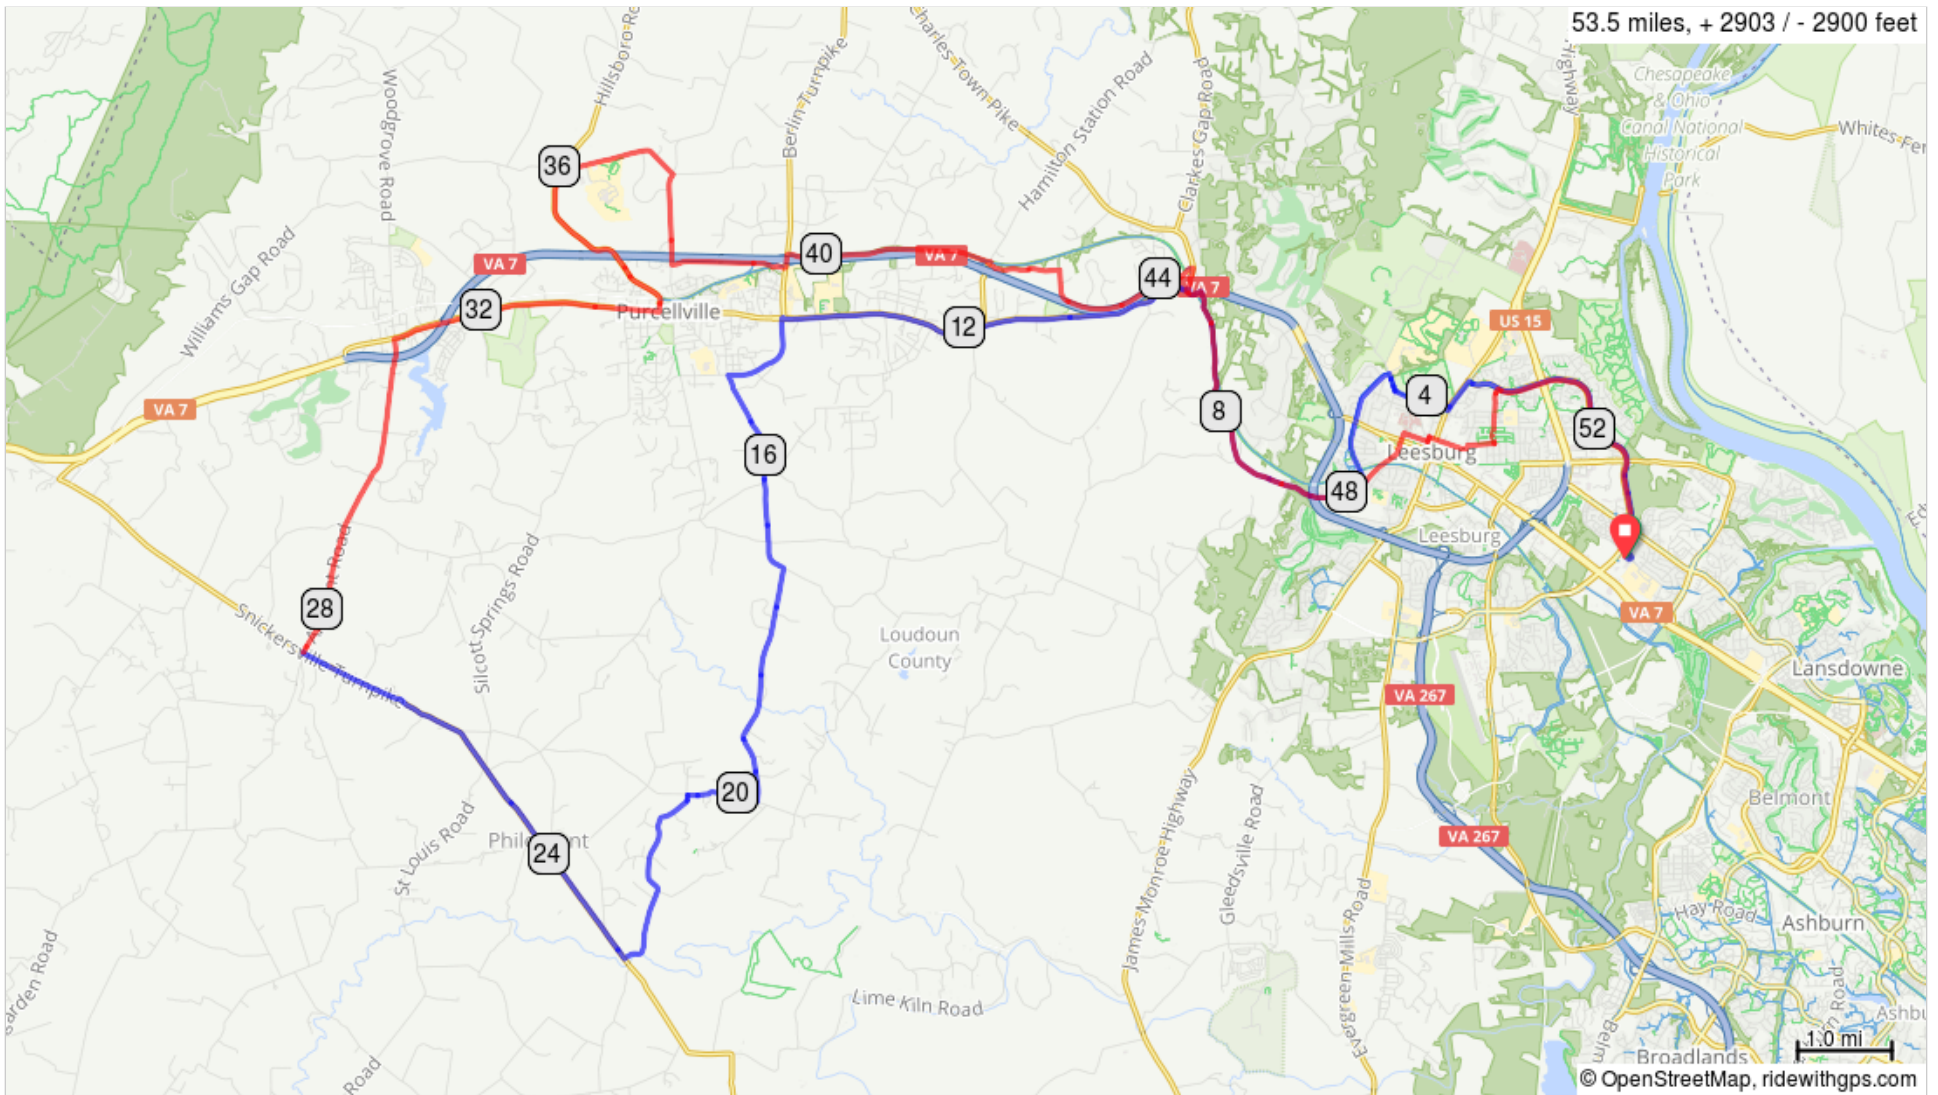 53.5 miles, + 2903 / - 2900 feet
Woodgrove Road
Hillsboro
Berlin Turnpike
Charles Town Pike
Hamilton Station Road
Clarkes Gap Road
Highway
Chesapeake
& Ohio
Canal National
Historical
Park
Whites
36
Williams Gap Road
VA 7
40
VA 7
44
VA 7
32
Purcellville
12
US 15
VA 7
8
4
52
16
Leesburg
48
Leesburg
Silcott Springs Road
Road
28
Snickersville Turnpike
Loudoun
County
VA 7
Lansdowne
VA 267
20
Belmont
St Louis Road
24
VA 267
James Monroe Highway
Gleedsville Road
Evergreen Mills Road
Hay Road
Ashburn
Lime Kiln Road
Road
Road
Road
1.0 mi
Broadlands
© OpenStreetMap, ridewithgps.com